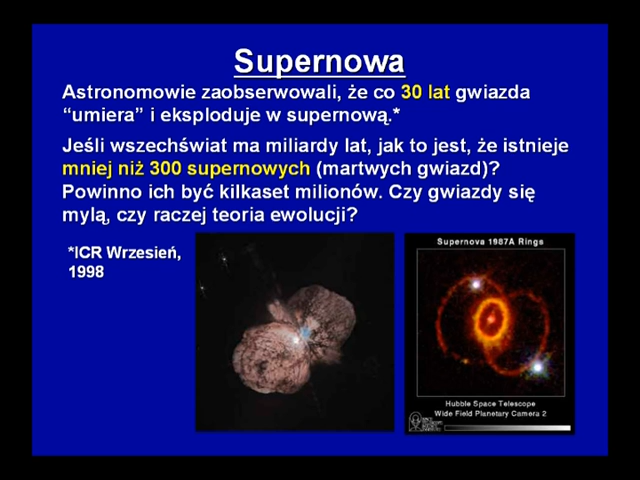 Supernowa
Astronomowie zaobserwowali, że co 30 lat gwiazda
“umiera” i eksploduje w supernową.*
Jeśli wszechświat ma miliardy lat, jak to jest, że istnieje
mniej niż 300 supernowych (martwych gwiazd)?
Powinno ich być kilkaset milionów. Czy gwiazdy się
mylą, czy raczej teoria ewolucji?
*ICR Wrzesień,
1998
Supernova 1987A Rings
Hubble Space Telescope
Wide Field Planetary Camera 2